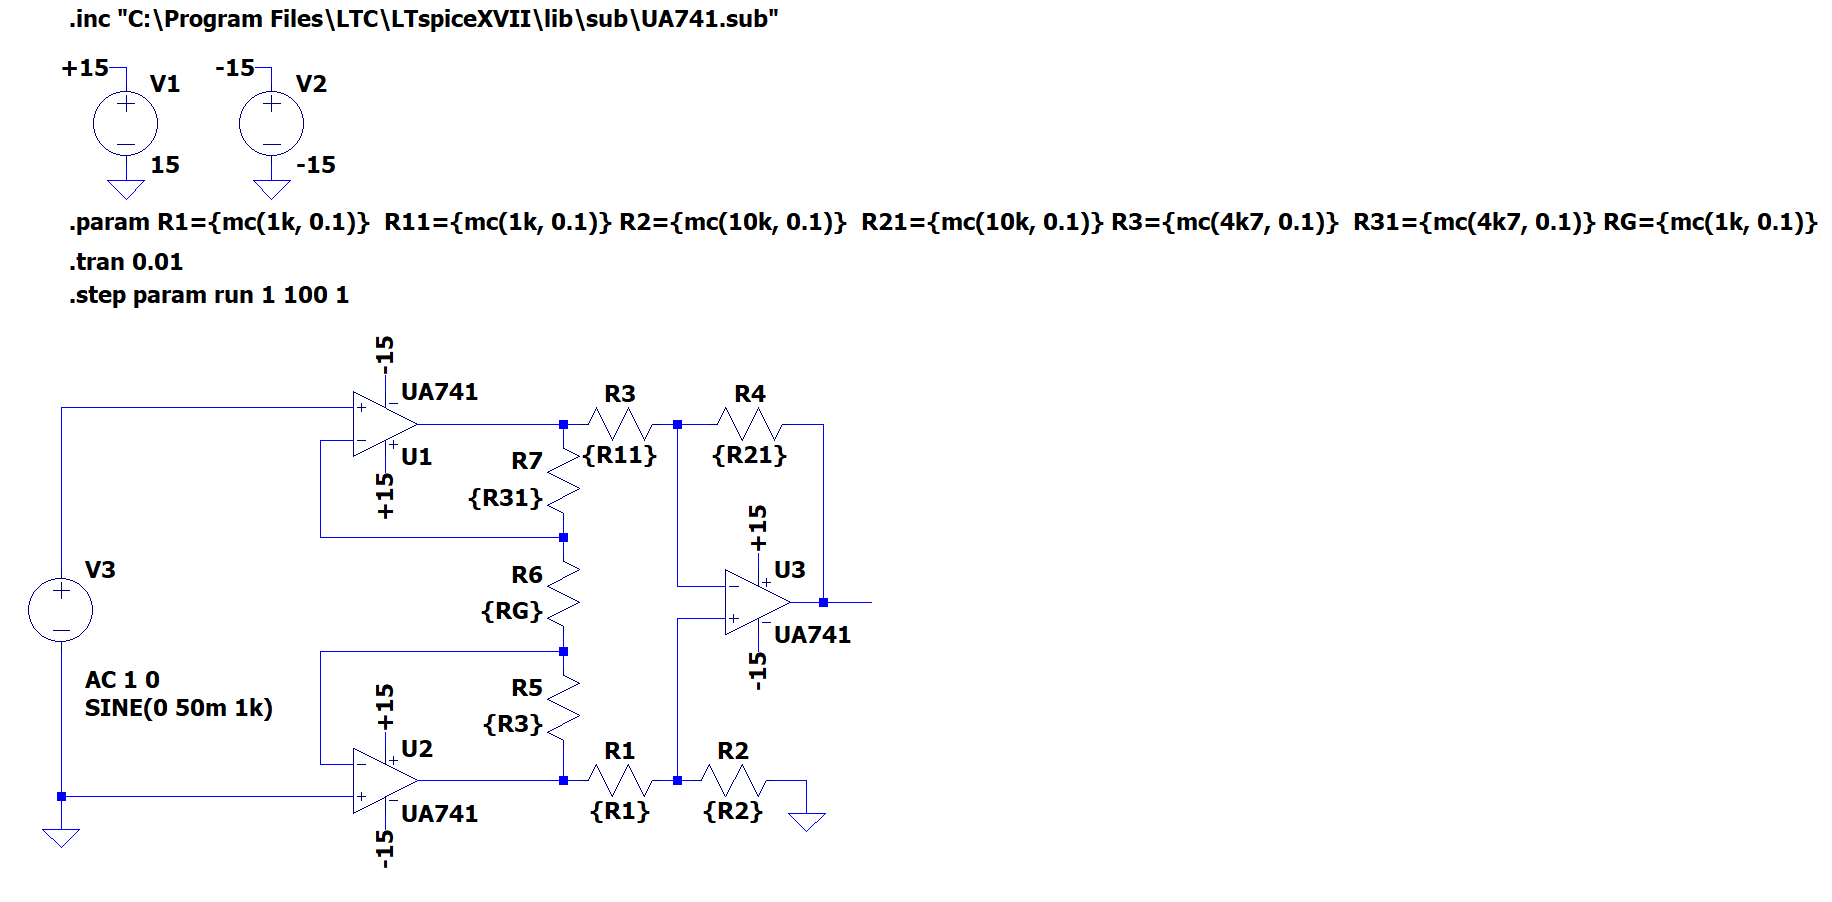 .inc "C:\Program Files\LTC\LTspiceXVII\lib\sub\UA741.sub"
+15
V1
15
-15
V2
-15
.param R1={mc(1k, 0.1)}  R11={mc(1k, 0.1)} R2={mc(10k, 0.1)}  R21={mc(10k, 0.1)} R3={mc(4k7, 0.1)}  R31={mc(4k7, 0.1)} RG={mc(1k, 0.1)}
.tran 0.01
.step param run 1 100 1
-15
UA741
U1
+15
R3
{R11}
R4
{R21}
R7
{R31}
+15
U3
UA741
-15
V3
AC 1 0
SINE(0 50m 1k)
R6
{RG}
R5
{R3}
+15
U2
UA741
-15
R1
{R1}
R2
{R2}